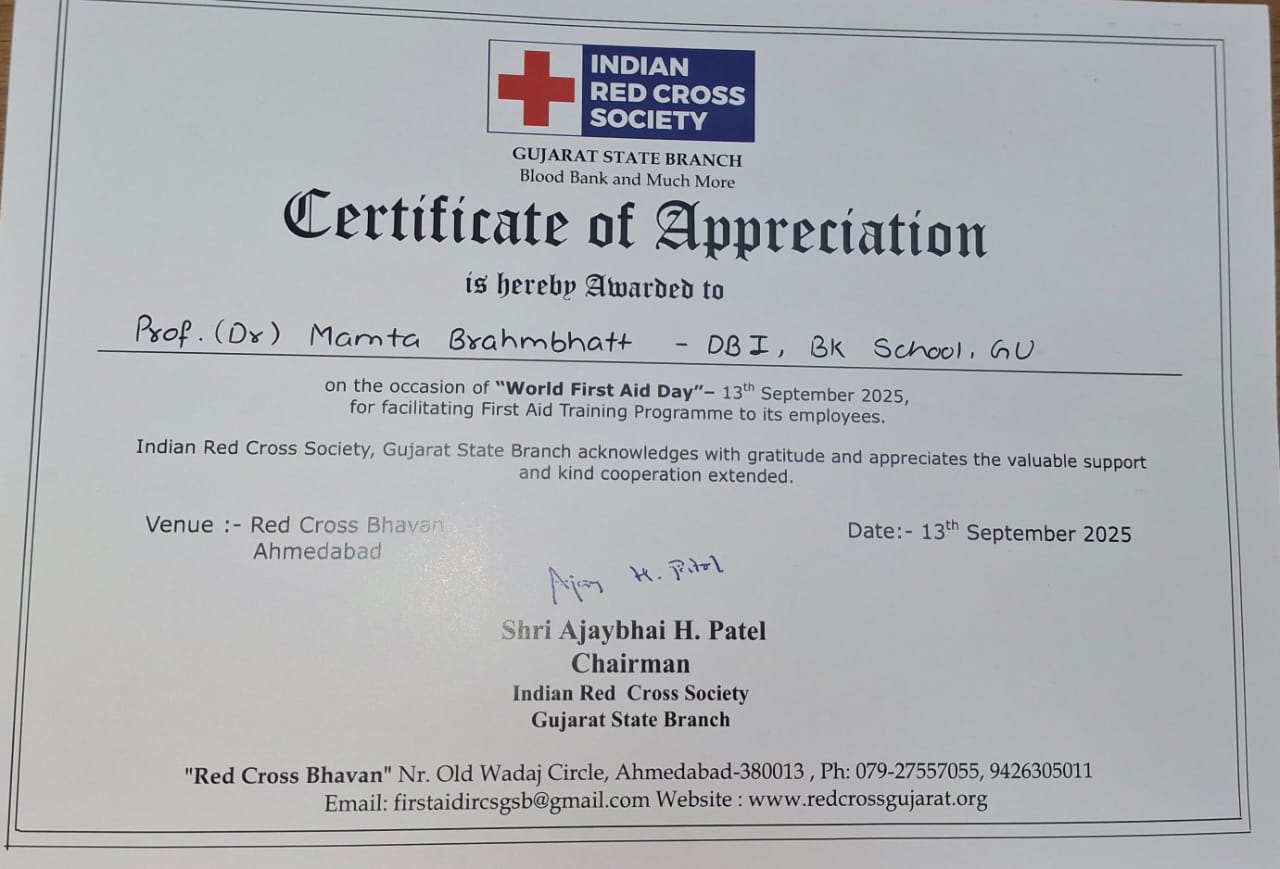 INDIAN
RED CROSS
SOCIETY
GUJARAT STATE BRANCH
Blood Bank and Much More
Certificate of Appreciation
is hereby Awarded to
Prof. (Dr) Mamta Brahmbhatt - DBI, BK School, GU
on the occasion of “World First Aid Day”– 13th September 2025,
for facilitating First Aid Training Programme to its employees.
Indian Red Cross Society, Gujarat State Branch acknowledges with gratitude and appreciates the valuable support
and kind cooperation extended.
Venue :- Red Cross Bhavan
Ahmedabad
Date:- 13th September 2025
Ajay H. Patel
Shri Ajaybhai H. Patel
Chairman
Indian Red Cross Society
Gujarat State Branch
"Red Cross Bhavan" Nr. Old Wadaj Circle, Ahmedabad-380013 , Ph: 079-27557055, 9426305011
Email: firstaidircsgsb@gmail.com Website : www.redcrossgujarat.org